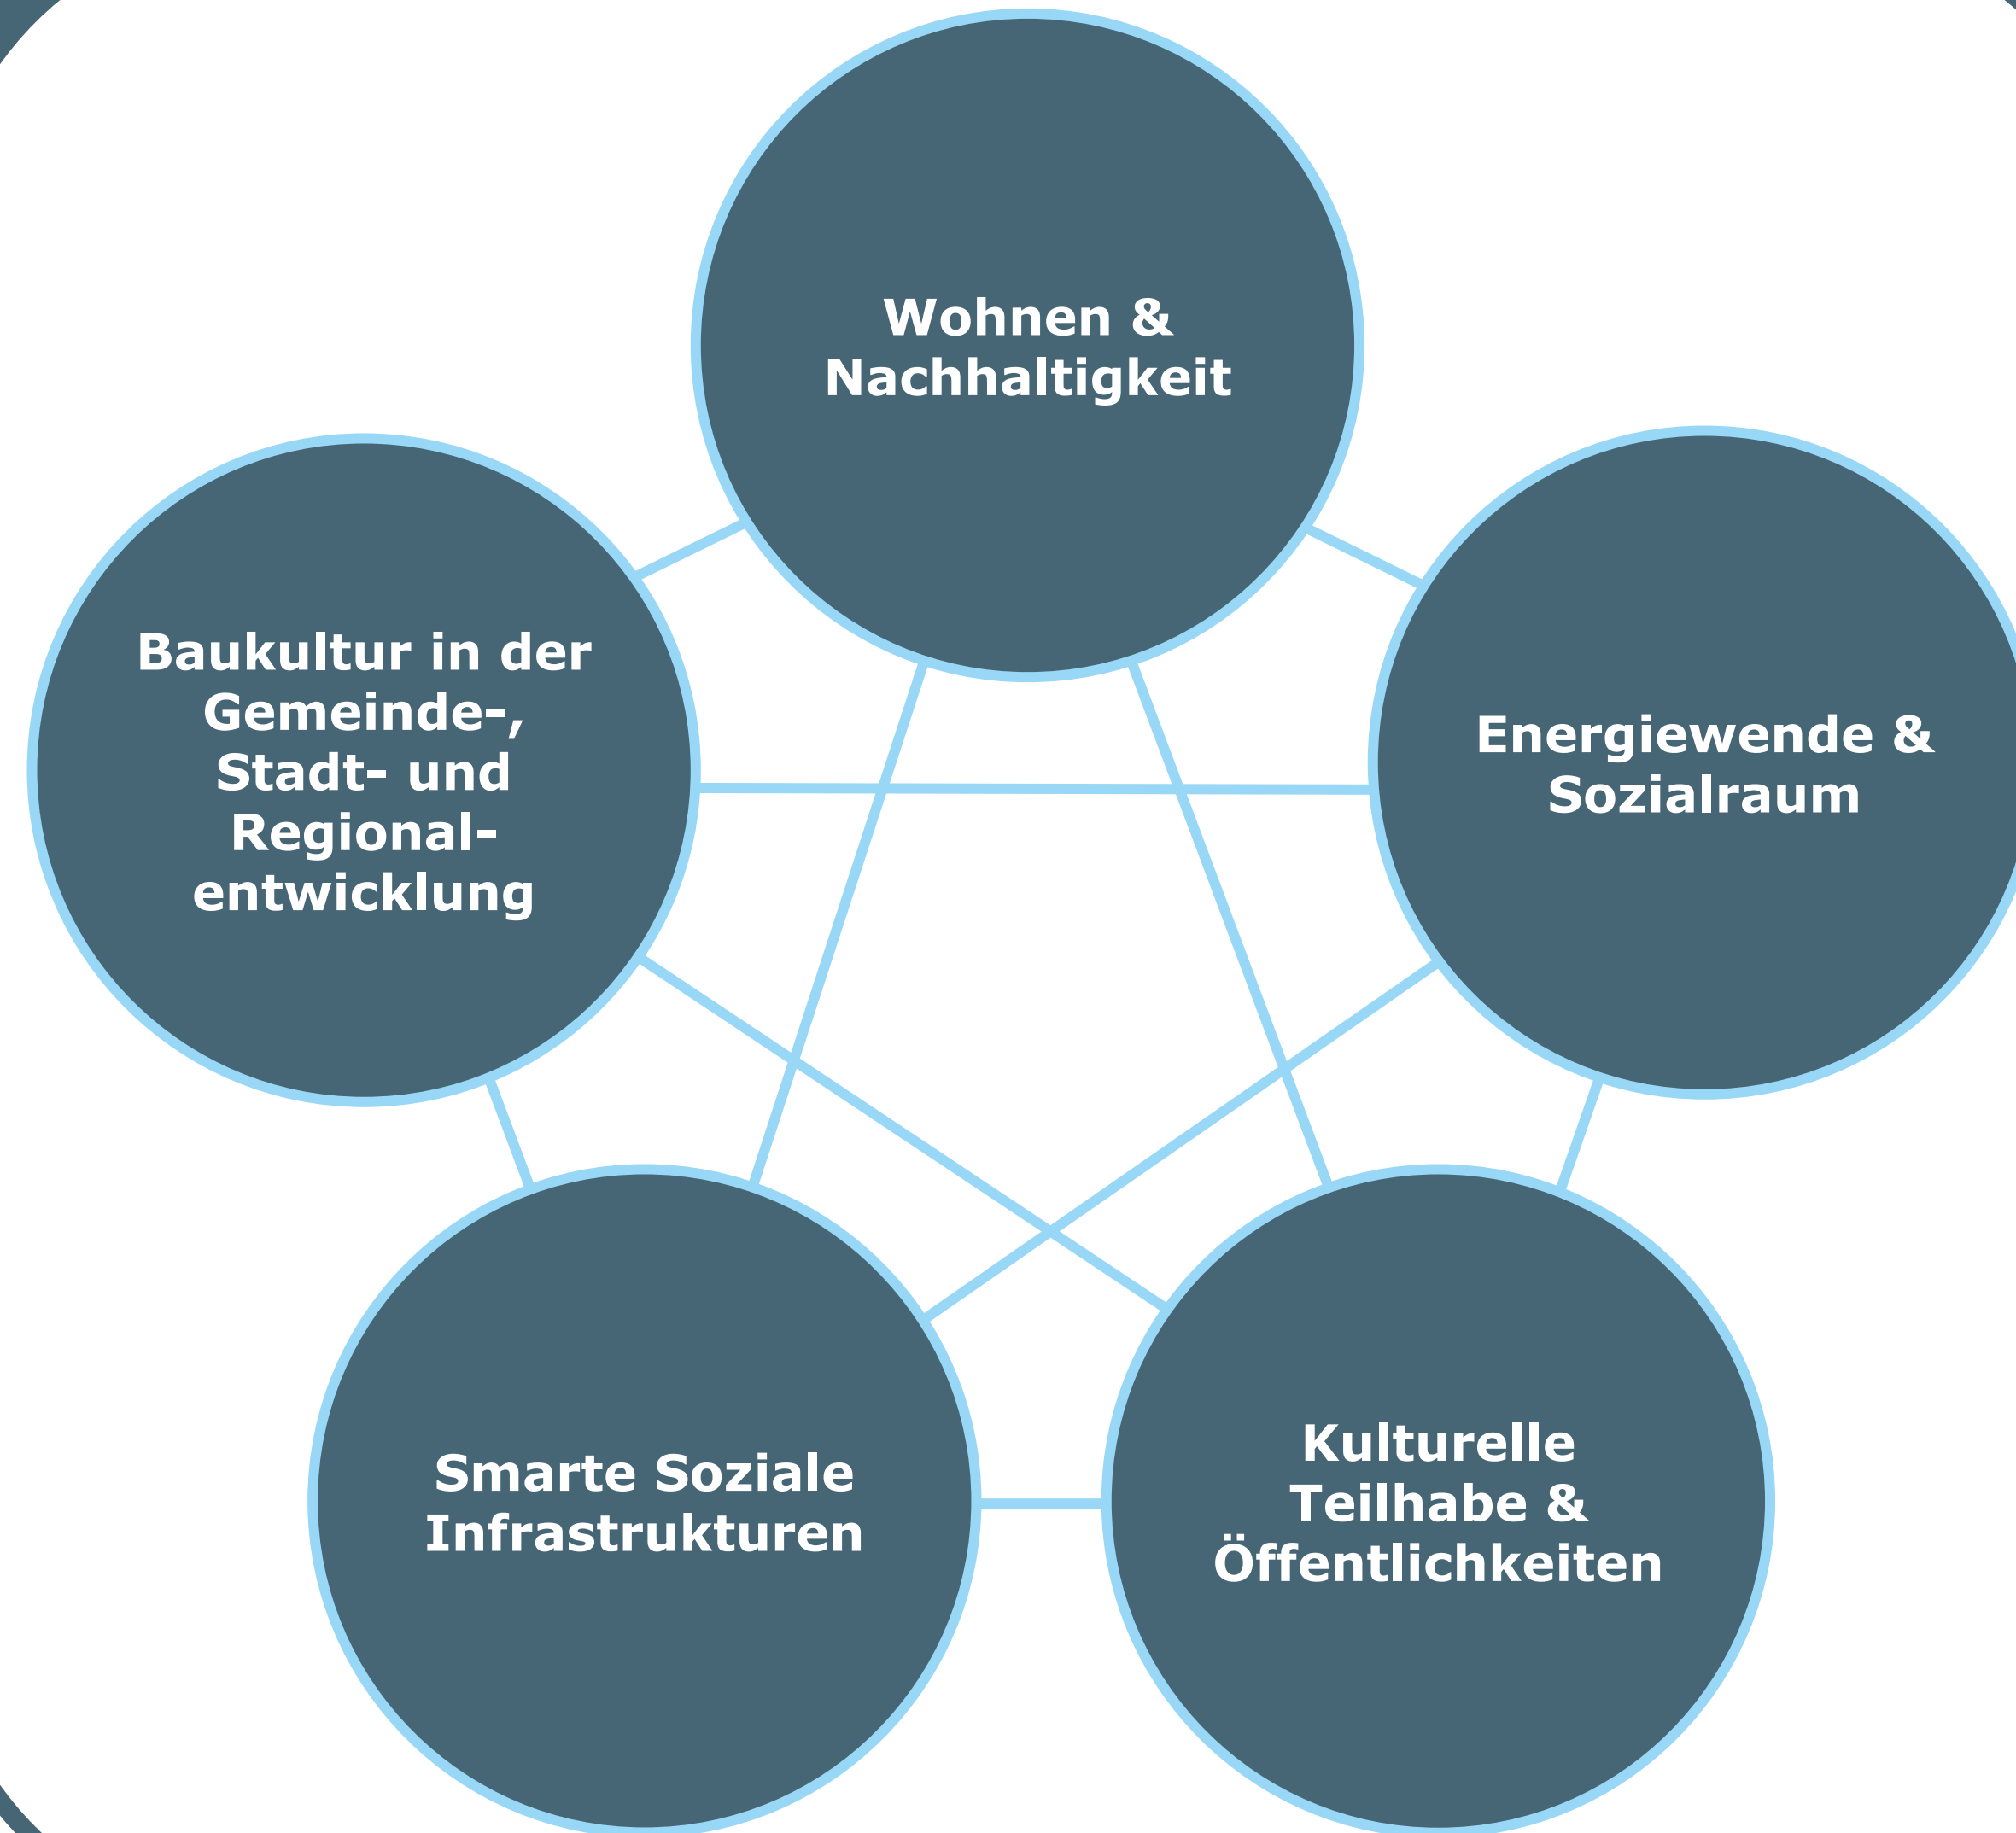 Wohnen &
Nachhaltigkeit
Baukultur in der
Gemeinde-,
Stadt- und
Regional-
entwicklung
Energiewende &
Sozialraum
Smarte Soziale
Infrastrukturen
Kulturelle
Teilhabe &
Öffentlichkeiten